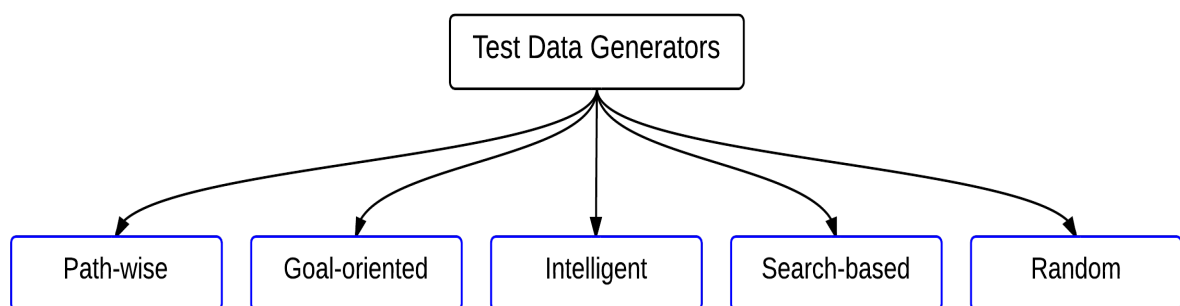 Test Data Generators
Path-wise
Goal-oriented
Intelligent
Search-based
Random